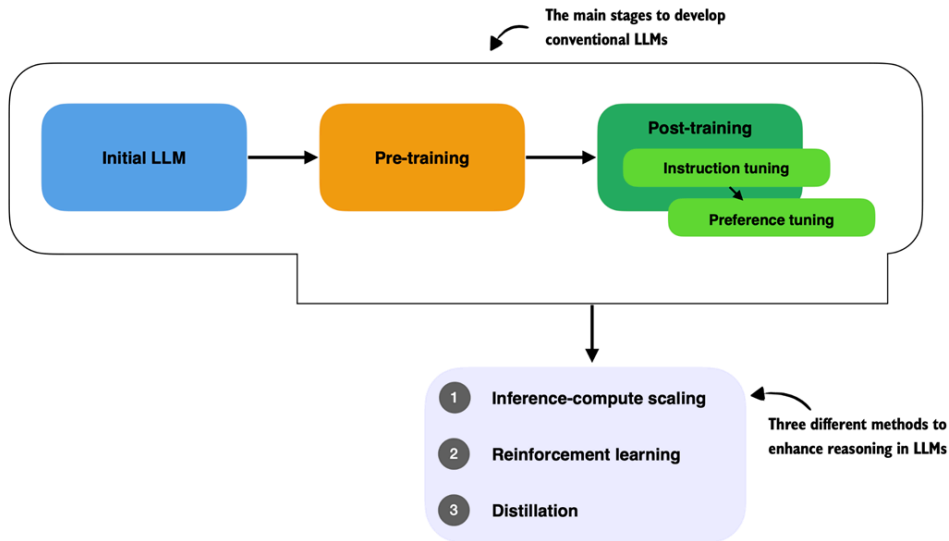 The main stages to develop
conventional LLMs
Initial LLM
Pre-training
Post-training
Instruction tuning
Preference tuning
1 Inference-compute scaling
2 Reinforcement learning
3 Distillation
Three different methods to
enhance reasoning in LLMs